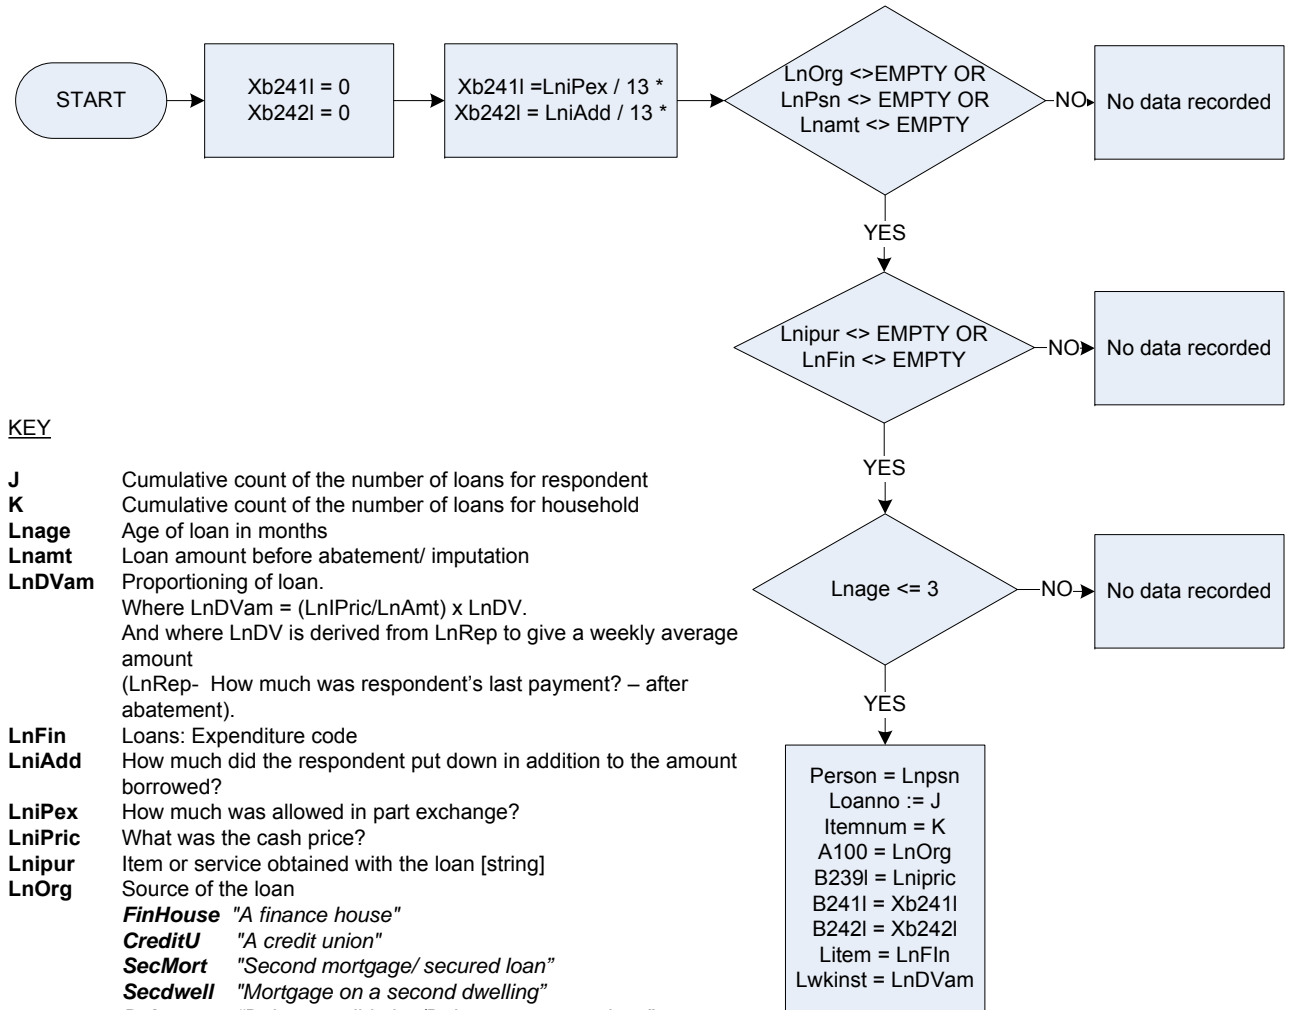 START
Xb241l = 0
Xb242l = 0
Xb241l =LniPex / 13 *
Xb242l = LniAdd / 13 *
LnOrg <>EMPTY OR
LnPsn <> EMPTY OR
Lnamt <> EMPTY
NO
No data recorded
YES
Lnipur <> EMPTY OR
LnFin <> EMPTY
NO
No data recorded
YES
Lnage <= 3
NO
No data recorded
YES
Person = Lnpsn
Loanno := J
Itemnum = K
A100 = LnOrg
B239l = Lnipric
B241l = Xb241l
B242l = Xb242l
Litem = LnFIn
Lwkinst = LnDVam
KEY
J Cumulative count of the number of loans for respondent
K Cumulative count of the number of loans for household
Lnage Age of loan in months
Lnamt Loan amount before abatement/ imputation
LnDVam Proportioning of loan.
Where LnDVam = (LnIPric/LnAmt) x LnDV.
And where LnDV is derived from LnRep to give a weekly average
amount
(LnRep- How much was respondent's last payment? – after
abatement).
LnFin Loans: Expenditure code
LniAdd How much did the respondent put down in addition to the amount
borrowed?
LniPex How much was allowed in part exchange?
LniPric What was the cash price?
Lnipur Item or service obtained with the loan [string]
LnOrg Source of the loan
FinHouse "A finance house"
CreditU "A credit union"
SecMort "Second mortgage/ secured loan”
Secdwell "Mortgage on a second dwelling”